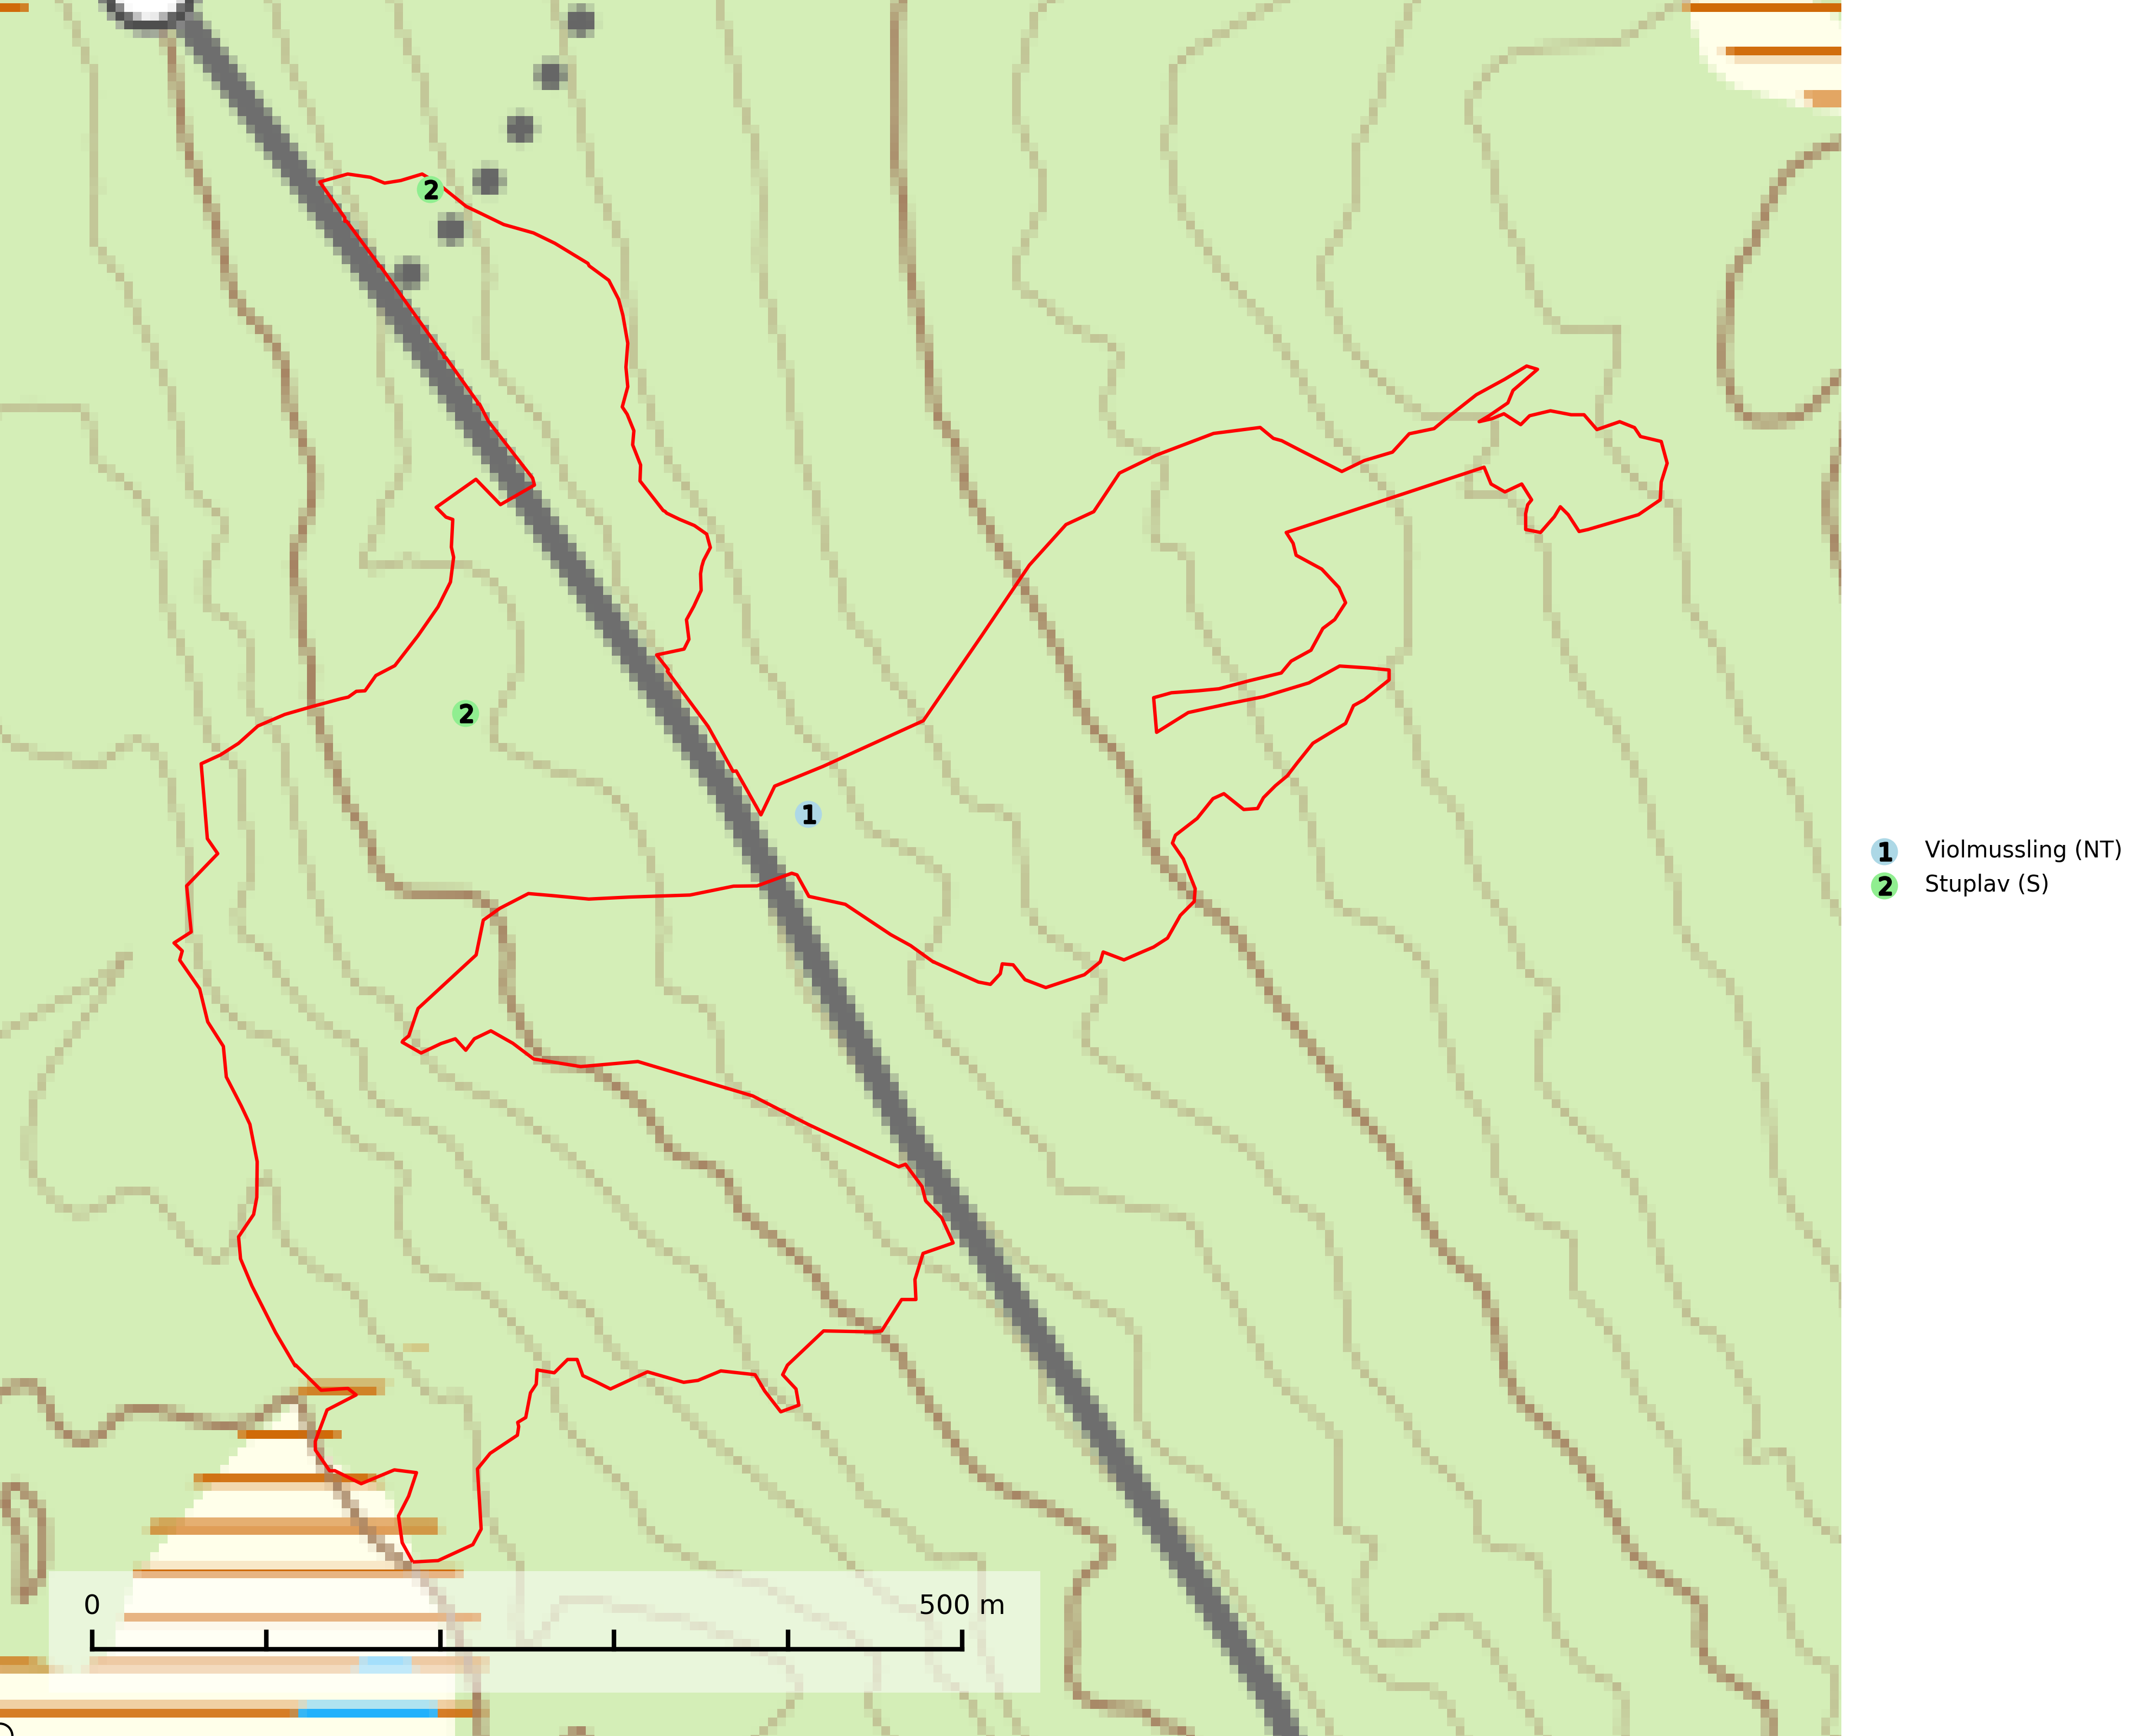 2
2
1
1 Violmussling (NT)
2 Stuplav (S)
0 500 m